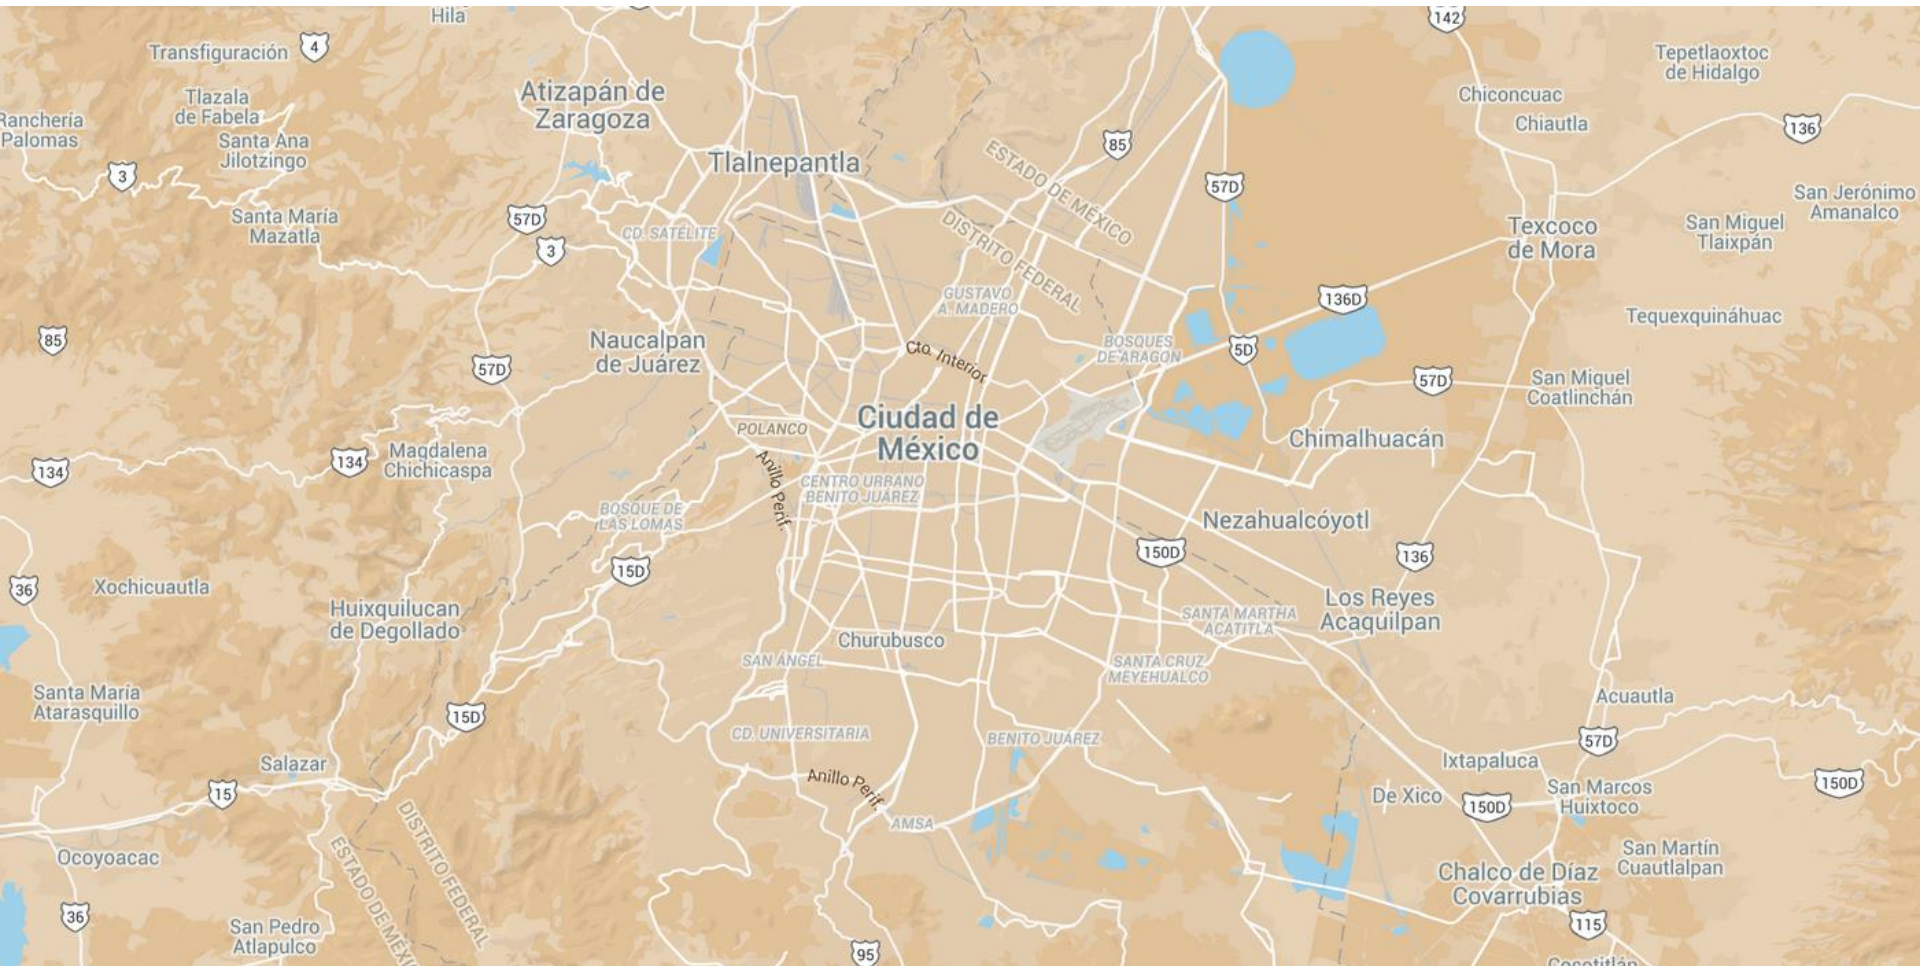 Hila
142
Transfiguración
4
Tepetlaoxtoc
de Hidalgo
Atizapán de
Zaragoza
Tlazala
de Fabela
Chiconcuac
Chiautla
Ranchería
Palomas
Santa Ana
Jilotzingo
136
85
Tlalnepantla
3
ESTADO DE MÉXICO
57D
San Jerónimo
Amanalco
Santa María
Mazatla
57D
CD. SATÉLITE
DISTRITO FEDERAL
Texcoco
de Mora
San Miguel
Tlaixpán
3
GUSTAVO
A. MADERO
136D
Tequexquináhuac
85
Naucalpan
de Juárez
Cto. Interior
BOSQUES
DE ARAGON
5D
57D
57D
San Miguel
Coatlinchán
Ciudad de
México
POLANCO
Chimalhuacán
134
134
Magdalena
Chichicaspa
Anillo Perif.
CENTRO URBANO
BENITO JUÁREZ
BOSQUE DE
LAS LOMAS
Nezahualcóyotl
150D
136
15D
36
Xochicuautla
Huixquilucan
de Degollado
Los Reyes
Acaquilpan
SANTA MARTHA
ACATITLA
Churubusco
SAN ÁNGEL
SANTA CRUZ
MEYEHUALCO
Santa María
Atarasquillo
Acuautla
15D
CD. UNIVERSITARIA
BENITO JUÁREZ
57D
Salazar
Ixtapaluca
Anillo Perif.
15
De Xico
150D
San Marcos
Huixtoco
150D
AMSA
DISTRITO FEDERAL
ESTADO DE MÉXI
Ocoyoacac
San Martín
Cuautlalpan
Chalco de Díaz
Covarrubias
36
San Pedro
Atlapulco
115
95
Cocotitlán